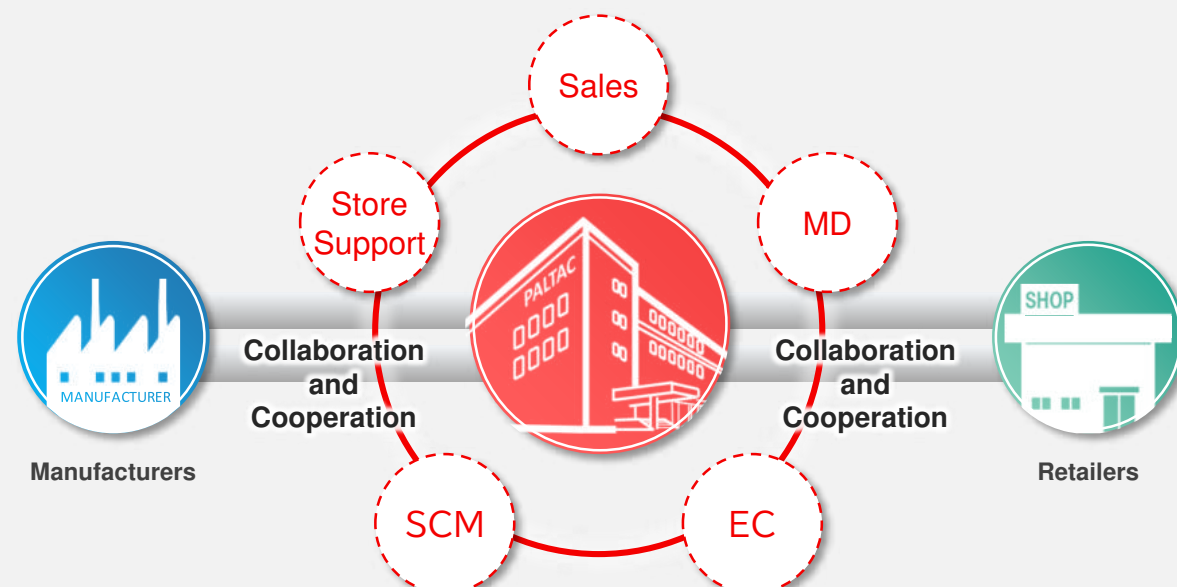 Sales
Store
Support
MD
PALTAC
SHOP
MANUFACTURER
Collaboration
and
Cooperation
Collaboration
and
Cooperation
Manufacturers
Retailers
SCM
EC